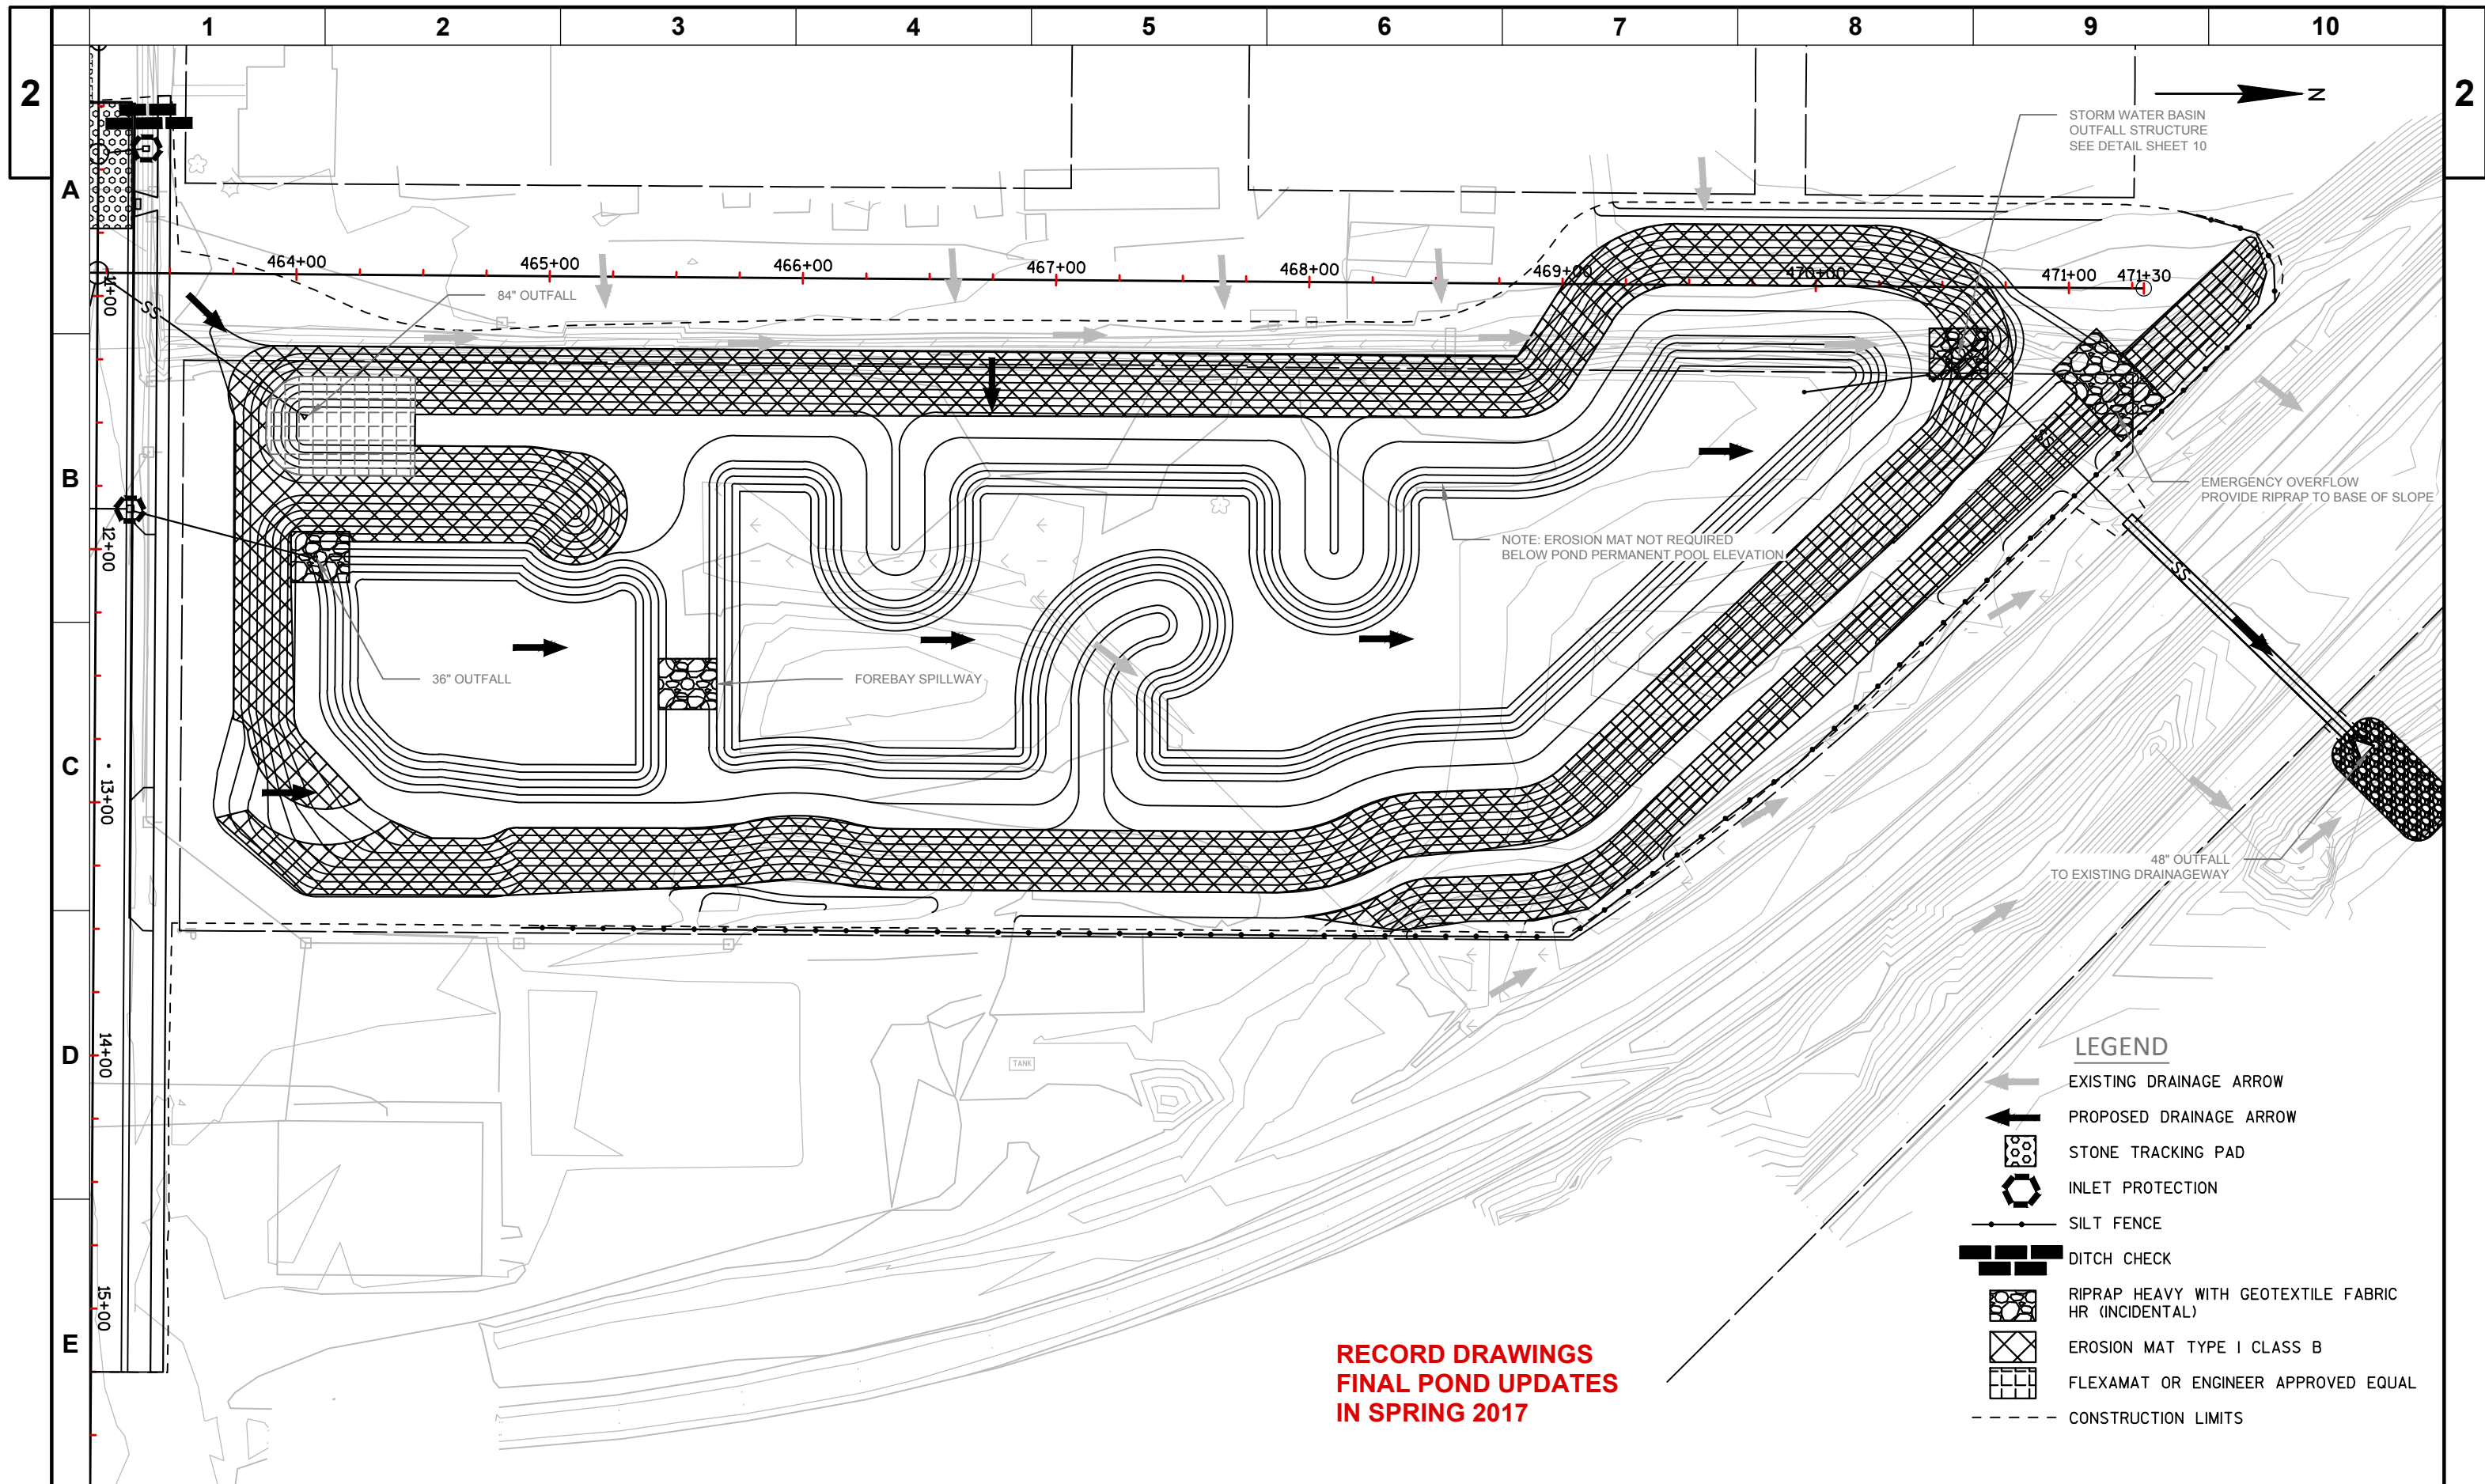 1 2 3 4 5 6 7 8 9 10
2
2
A
B
C
D
E
N
STORM WATER BASIN
OUTFALL STRUCTURE
SEE DETAIL SHEET 10
464+00 465+00 466+00 467+00 468+00 469+00 470+00 471+00 471+30
11+00
12+00
13+00
14+00
15+00
SS
84" OUTFALL
SS
EMERGENCY OVERFLOW
PROVIDE RIPRAP TO BASE OF SLOPE
NOTE: EROSION MAT NOT REQUIRED
BELOW POND PERMANENT POOL ELEVATION
SS
36" OUTFALL
FOREBAY SPILLWAY
48" OUTFALL
TO EXISTING DRAINAGEWAY
TANK
LEGEND
EXISTING DRAINAGE ARROW
PROPOSED DRAINAGE ARROW
STONE TRACKING PAD
INLET PROTECTION
SILT FENCE
DITCH CHECK
RIPRAP HEAVY WITH GEOTEXTILE FABRIC
HR (INCIDENTAL)
EROSION MAT TYPE I CLASS B
FLEXAMAT OR ENGINEER APPROVED EQUAL
CONSTRUCTION LIMITS
RECORD DRAWINGS
FINAL POND UPDATES
IN SPRING 2017